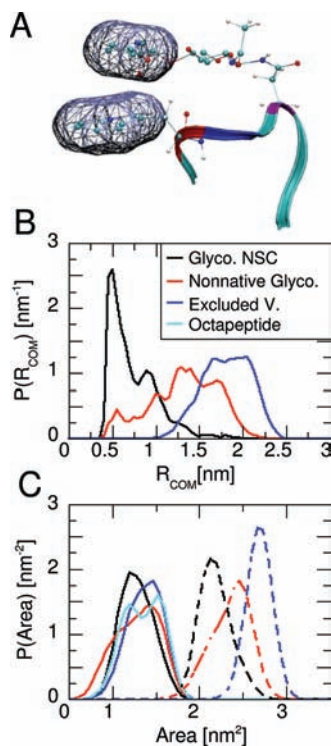 A
B
3
2
1
0
P(R_COM) [nm⁻¹]
Glyco. NSC
Nonnative Glyco.
Excluded V.
Octapeptide
0 0.5 1 1.5 2 2.5 3
R_COM[nm]
C
3
2
1
0
P(Area) [nm⁻²]
0 1 2 3
Area [nm²]